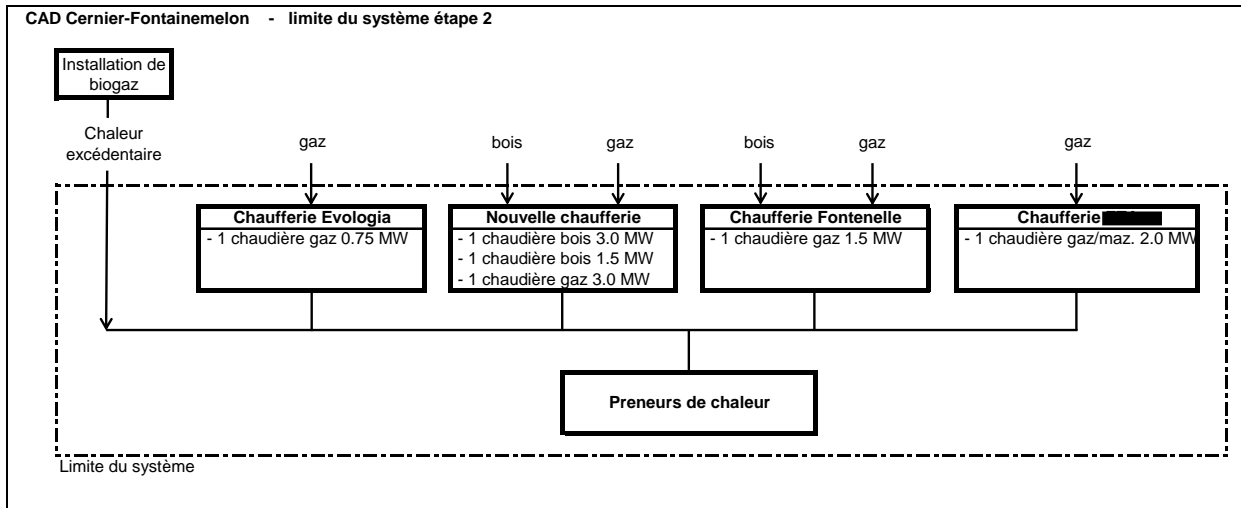 CAD Cernier-Fontainemelon - limite du système étape 2
Installation de
biogaz
Chaleur
excédentaire
gaz
bois
gaz
bois
gaz
gaz
Chaufferie Evologia
- 1 chaudière gaz 0.75 MW
Nouvelle chaufferie
- 1 chaudière bois 3.0 MW
- 1 chaudière bois 1.5 MW
- 1 chaudière gaz 3.0 MW
Chaufferie Fontenelle
- 1 chaudière gaz 1.5 MW
Chaufferie
- 1 chaudière gaz/maz. 2.0 MW
Preneurs de chaleur
Limite du système